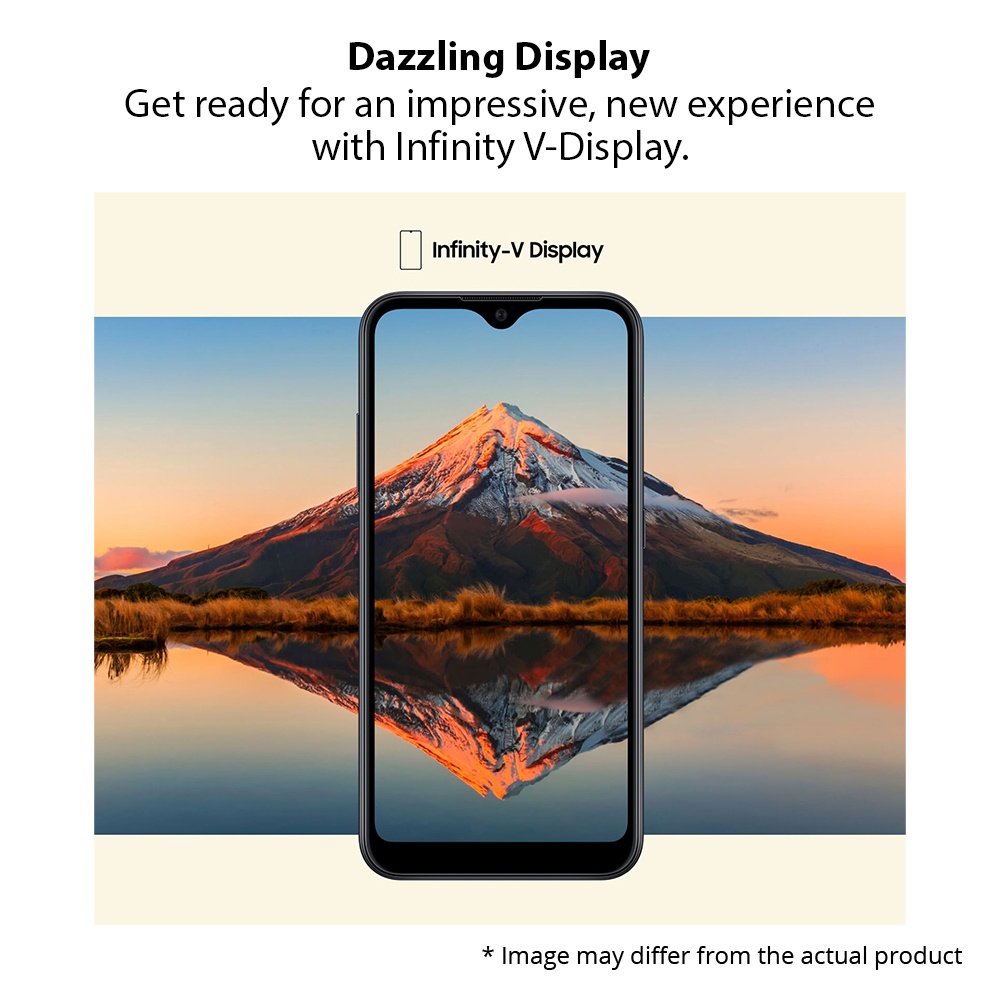 Dazzling Display
Get ready for an impressive, new experience
with Infinity V-Display.
Infinity-V Display
* Image may differ from the actual product